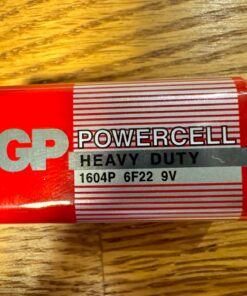 GP
POWERCELL
HEAVY DUTY
1604P 6F22 9V